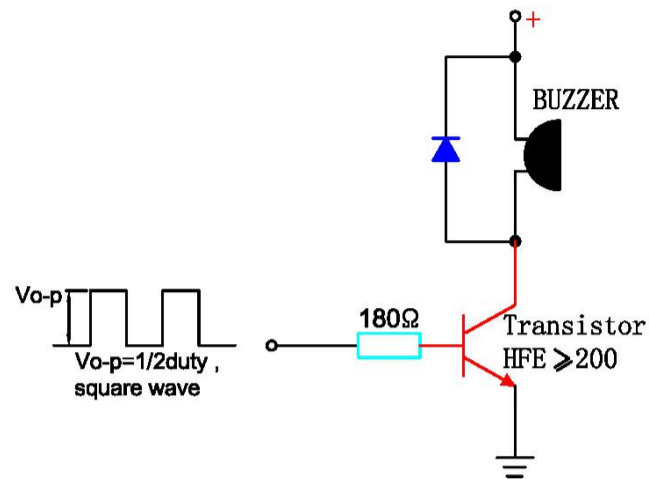 +
BUZZER
Vo-p
180Ω
Transistor
HFE ⩾200
Vo-p=1/2duty ,
square wave